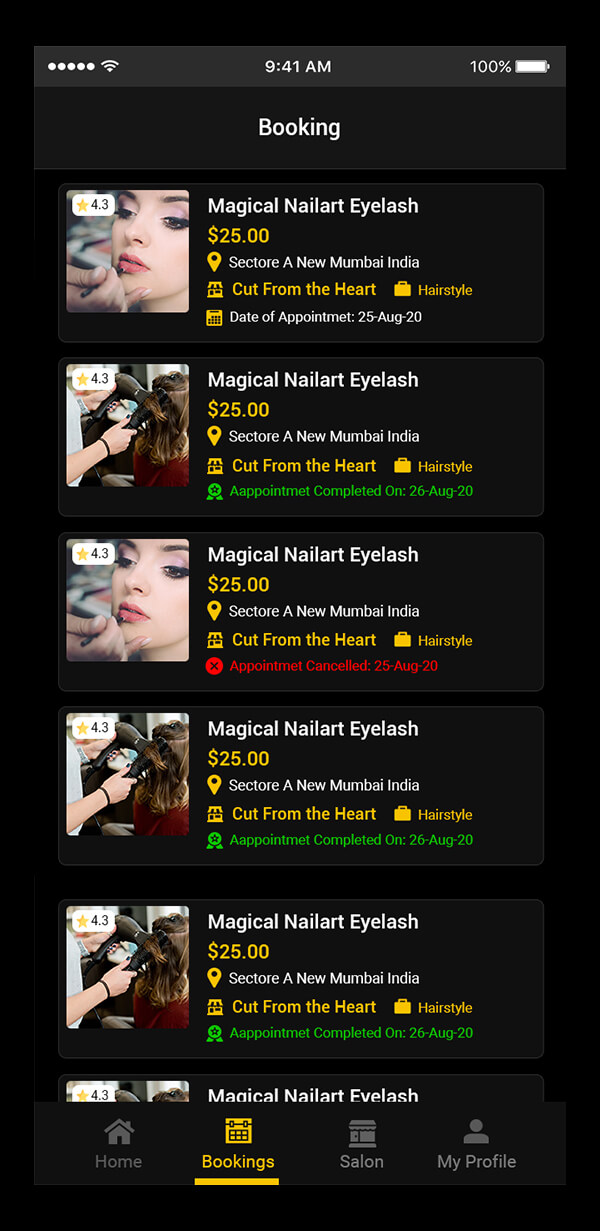 9:41 AM 100%
Booking
4.3
Magical Nailart Eyelash
$25.00
Sectore A New Mumbai India
Cut From the Heart Hairstyle
Date of Appointmet: 25-Aug-20
4.3
Magical Nailart Eyelash
$25.00
Sectore A New Mumbai India
Cut From the Heart Hairstyle
Aappointmet Completed On: 26-Aug-20
4.3
Magical Nailart Eyelash
$25.00
Sectore A New Mumbai India
Cut From the Heart Hairstyle
Appointmet Cancelled: 25-Aug-20
4.3
Magical Nailart Eyelash
$25.00
Sectore A New Mumbai India
Cut From the Heart Hairstyle
Aappointmet Completed On: 26-Aug-20
4.3
Magical Nailart Eyelash
$25.00
Sectore A New Mumbai India
Cut From the Heart Hairstyle
Aappointmet Completed On: 26-Aug-20
4.3
Magical Nailart Eyelash
Home Bookings Salon My Profile